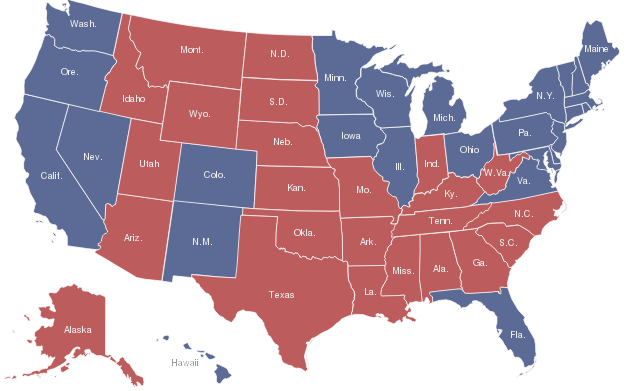 Wash.
Maine
Mont.
N.D.
Minn.
Ore.
Idaho
S.D.
Wis.
N.Y.
Wyo.
Mich.
Iowa
Pa.
Neb.
Nev.
Utah
Ohio
Ill.
Ind.
Calif.
Colo.
W.Va.
Va.
Kan.
Mo.
Ky.
N.C.
Tenn.
Okla.
Ariz.
N.M.
Ark.
S.C.
Miss.
Ala.
Ga.
La.
Texas
Alaska
Fla.
Hawaii